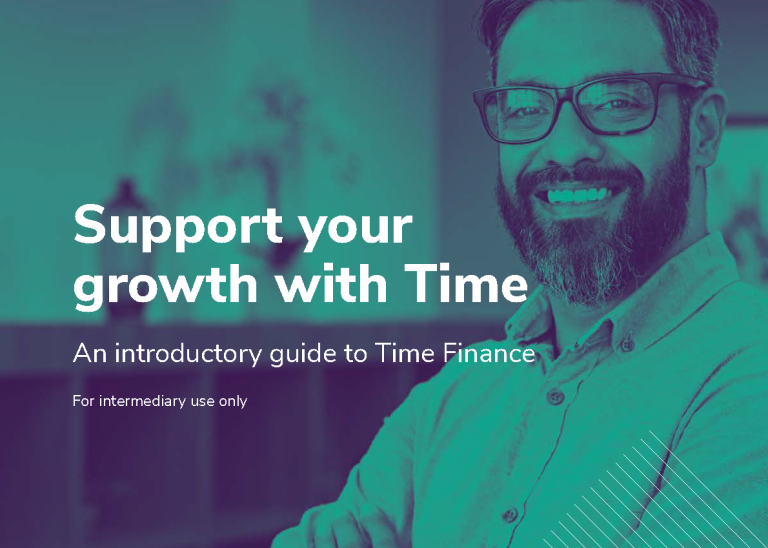 Support your
growth with Time
An introductory guide to Time Finance
For intermediary use only